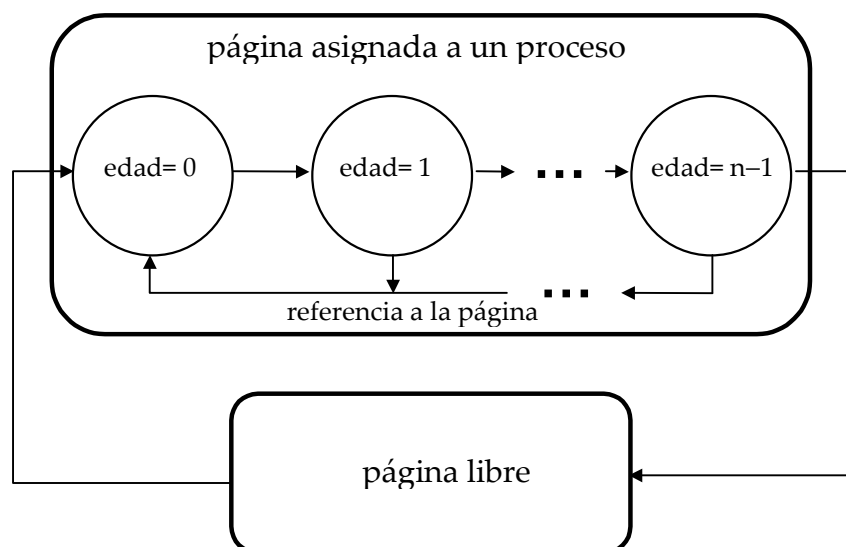 página asignada a un proceso
edad= 0
edad= 1
...
edad= n–1
...
referencia a la página
página libre